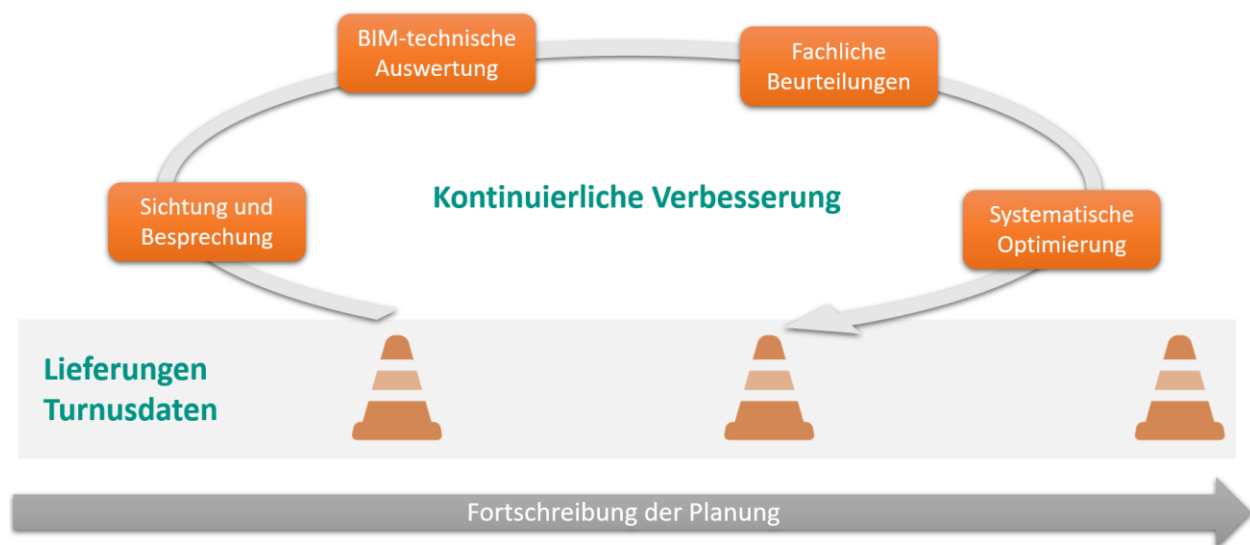 BIM-technische
Auswertung
Fachliche
Beurteilungen
Sichtung und
Besprechung
Kontinuierliche Verbesserung
Systematische
Optimierung
Lieferungen
Turnusdaten
Fortschreibung der Planung